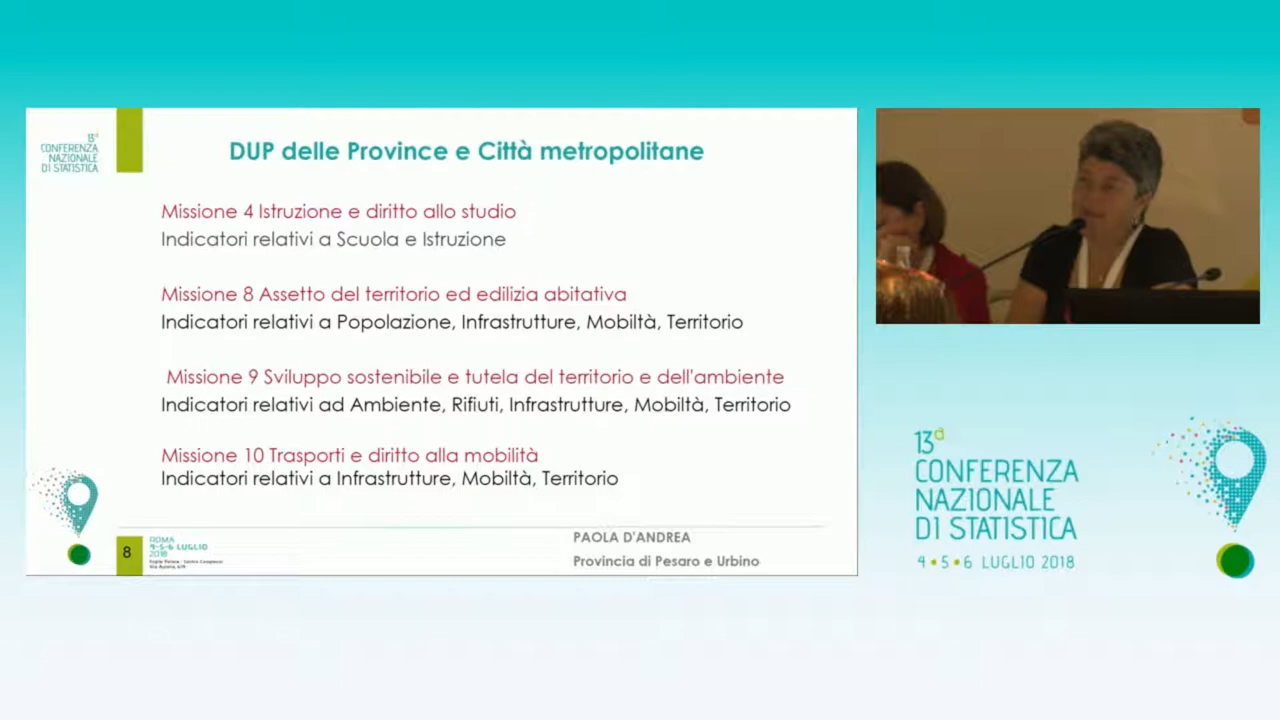 13a
CONFERENZA
NAZIONALE
DI STATISTICA
DUP delle Province e Città metropolitane
Missione 4 Istruzione e diritto allo studio
Indicatori relativi a Scuola e Istruzione
Missione 8 Assetto del territorio ed edilizia abitativa
Indicatori relativi a Popolazione, Infrastrutture, Mobiltà, Territorio
Missione 9 Sviluppo sostenibile e tutela del territorio e dell'ambiente
Indicatori relativi ad Ambiente, Rifiuti, Infrastrutture, Mobiltà, Territorio
Missione 10 Trasporti e diritto alla mobilità
Indicatori relativi a Infrastrutture, Mobiltà, Territorio
8
ROMA
4-5-6 LUGLIO
2018
PAOLA D'ANDREA
Provincia di Pesaro e Urbino
13a
CONFERENZA
NAZIONALE
DI STATISTICA
4•5•6 LUGLIO 2018